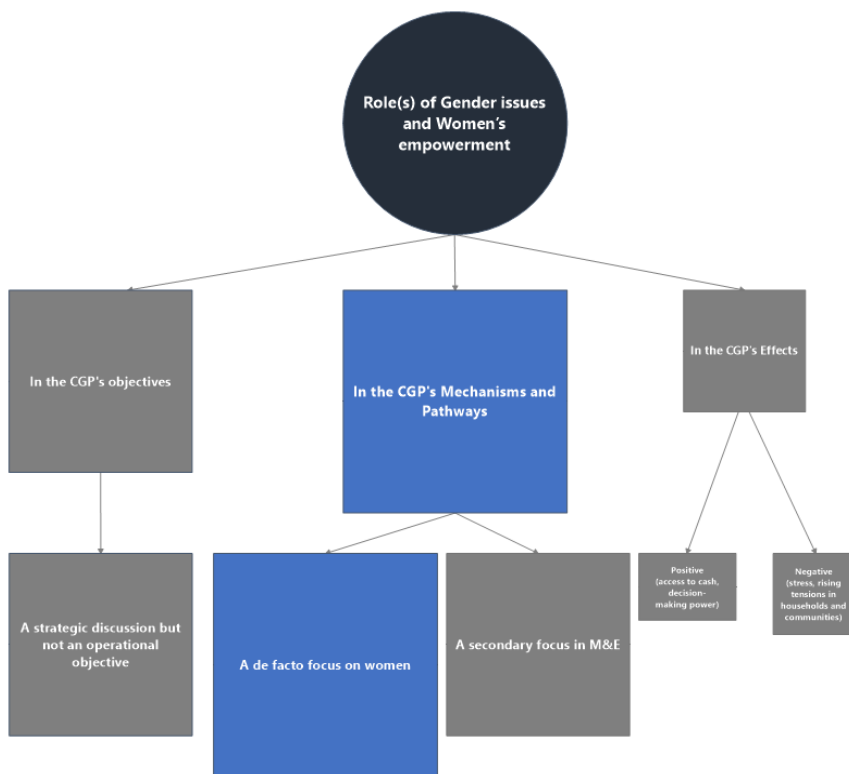 Role(s) of Gender issues
and Women’s
empowerment
In the CGP's objectives
In the CGP's Mechanisms and
Pathways
In the CGP's Effects
A strategic discussion but
not an operational
objective
A de facto focus on women
A secondary focus in M&E
Positive
(access to cash,
decision-
making power)
Negative
(stress, rising
tensions in
households and
communities)